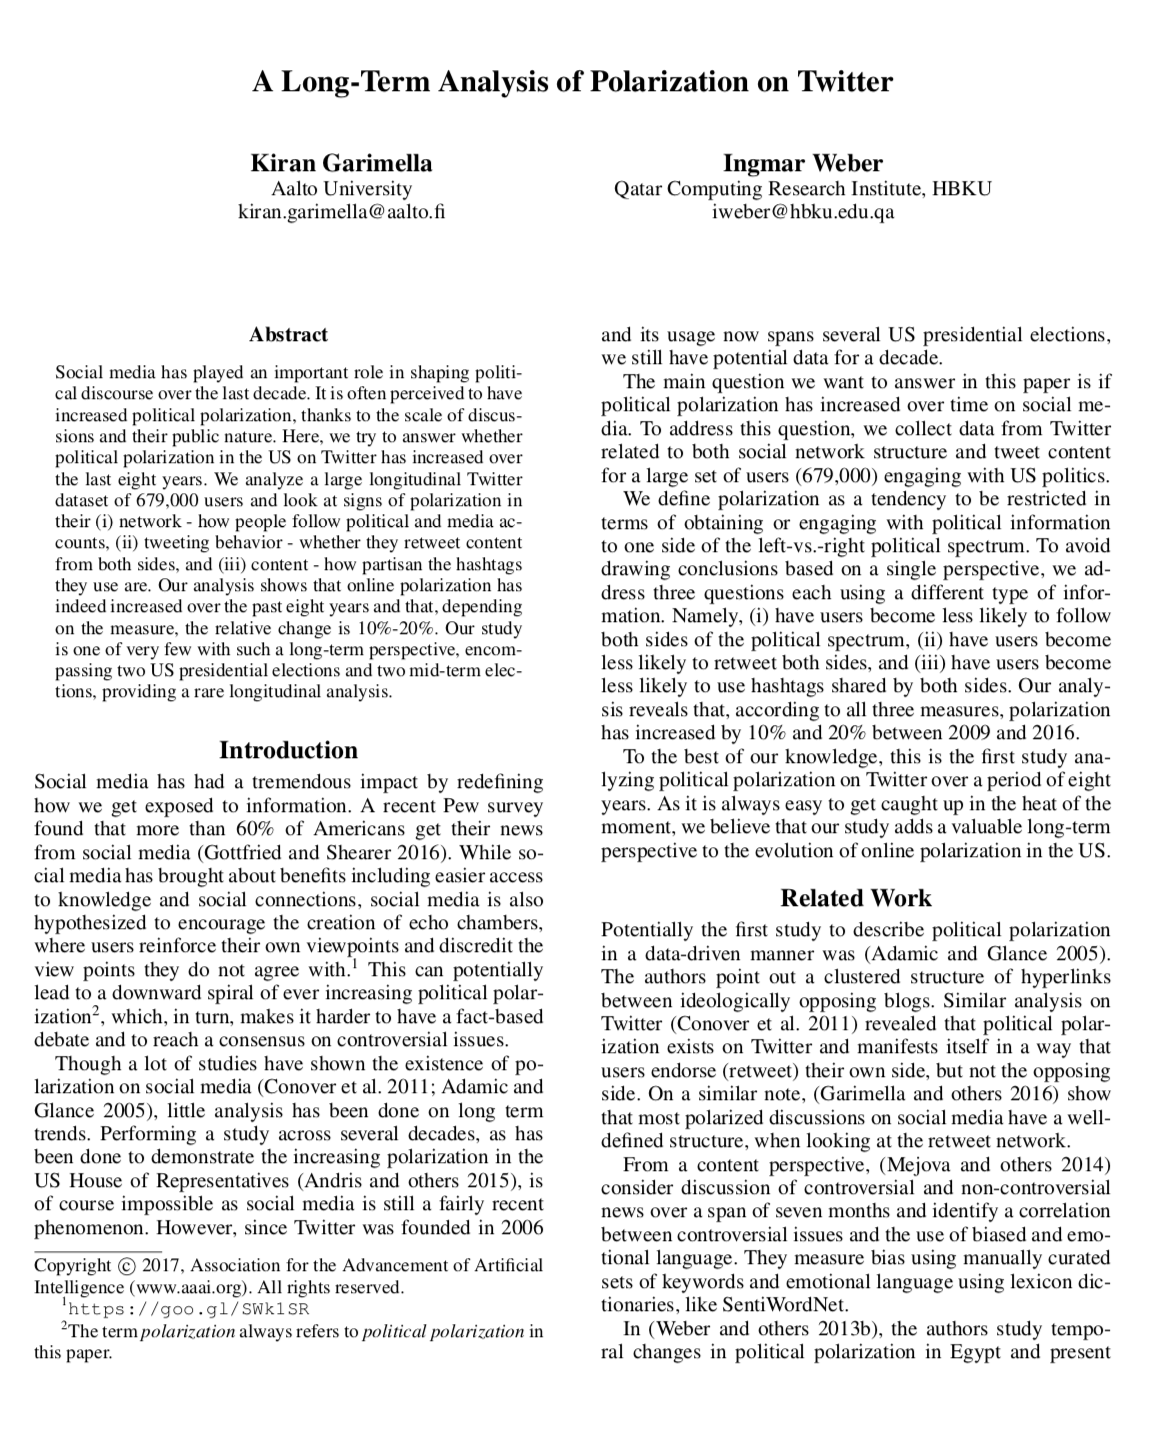 A Long-Term Analysis of Polarization on Twitter
Kiran Garimella
Aalto University
kiran.garimella@aalto.fi
Ingmar Weber
Qatar Computing Research Institute, HBKU
iweber@hbku.edu.qa
Abstract
Social media has played an important role in shaping politi-
cal discourse over the last decade. It is often perceived to have
increased political polarization, thanks to the scale of discus-
sions and their public nature. Here, we try to answer whether
political polarization in the US on Twitter has increased over
the last eight years. We analyze a large longitudinal Twitter
dataset of 679,000 users and look at signs of polarization in
their (i) network - how people follow political and media ac-
counts, (ii) tweeting behavior - whether they retweet content
from both sides, and (iii) content - how partisan the hashtags
they use are. Our analysis shows that online polarization has
indeed increased over the past eight years and that, depending
on the measure, the relative change is 10%-20%. Our study
is one of very few with such a long-term perspective, encom-
passing two US presidential elections and two mid-term elec-
tions, providing a rare longitudinal analysis.
Introduction
Social media has had a tremendous impact by redefining
how we get exposed to information. A recent Pew survey
found that more than 60% of Americans get their news
from social media (Gottfried and Shearer 2016). While so-
cial media has brought about benefits including easier access
to knowledge and social connections, social media is also
hypothesized to encourage the creation of echo chambers,
where users reinforce their own viewpoints and discredit the
view points they do not agree with.1 This can potentially
lead to a downward spiral of ever increasing political polar-
ization2, which, in turn, makes it harder to have a fact-based
debate and to reach a consensus on controversial issues.
Though a lot of studies have shown the existence of po-
larization on social media (Conover et al. 2011; Adamic and
Glance 2005), little analysis has been done on long term
trends. Performing a study across several decades, as has
been done to demonstrate the increasing polarization in the
US House of Representatives (Andris and others 2015), is
of course impossible as social media is still a fairly recent
phenomenon. However, since Twitter was founded in 2006
Copyright © 2017, Association for the Advancement of Artificial
Intelligence (www.aaai.org). All rights reserved.
1https://goo.gl/SWk1SR
2The term polarization always refers to political polarization in
this paper.
and its usage now spans several US presidential elections,
we still have potential data for a decade.
The main question we want to answer in this paper is if
political polarization has increased over time on social me-
dia. To address this question, we collect data from Twitter
related to both social network structure and tweet content
for a large set of users (679,000) engaging with US politics.
We define polarization as a tendency to be restricted in
terms of obtaining or engaging with political information
to one side of the left-vs.-right political spectrum. To avoid
drawing conclusions based on a single perspective, we ad-
dress three questions each using a different type of infor-
mation. Namely, (i) have users become less likely to follow
both sides of the political spectrum, (ii) have users become
less likely to retweet both sides, and (iii) have users become
less likely to use hashtags shared by both sides. Our analy-
sis reveals that, according to all three measures, polarization
has increased by 10% and 20% between 2009 and 2016.
To the best of our knowledge, this is the first study ana-
lyzing political polarization on Twitter over a period of eight
years. As it is always easy to get caught up in the heat of the
moment, we believe that our study adds a valuable long-term
perspective to the evolution of online polarization in the US.
Related Work
Potentially the first study to describe political polarization
in a data-driven manner was (Adamic and Glance 2005).
The authors point out a clustered structure of hyperlinks
between ideologically opposing blogs. Similar analysis on
Twitter (Conover et al. 2011) revealed that political polar-
ization exists on Twitter and manifests itself in a way that
users endorse (retweet) their own side, but not the opposing
side. On a similar note, (Garimella and others 2016) show
that most polarized discussions on social media have a well-
defined structure, when looking at the retweet network.
From a content perspective, (Mejova and others 2014)
consider discussion of controversial and non-controversial
news over a span of seven months and identify a correlation
between controversial issues and the use of biased and emo-
tional language. They measure bias using manually curated
sets of keywords and emotional language using lexicon dic-
tionaries, like SentiWordNet.
In (Weber and others 2013b), the authors study tempo-
ral changes in political polarization in Egypt and present